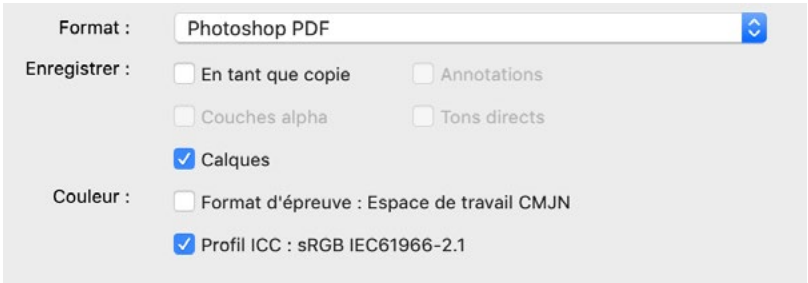 Format : Photoshop PDF
Enregistrer : En tant que copie Annotations
Couches alpha Tons directs
Calques
Couleur : Format d'épreuve : Espace de travail CMJN
Profil ICC : sRGB IEC61966-2.1